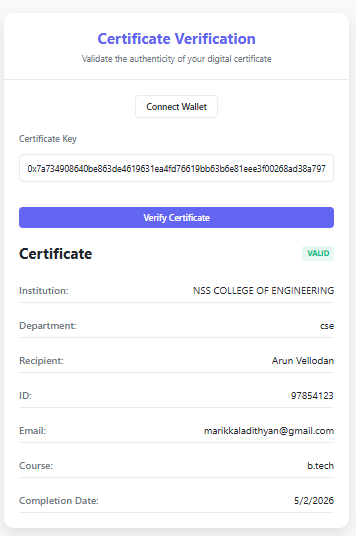 Certificate Verification
Validate the authenticity of your digital certificate
Connect Wallet
Certificate Key
0x7a734908640be863de4619631ea4fd76619bb63b6e81eee3f00268ad38a797
Verify Certificate
Certificate VALID
Institution: NSS COLLEGE OF ENGINEERING
Department: cse
Recipient: Arun Vellodan
ID: 97854123
Email: marikkaladithyan@gmail.com
Course: b.tech
Completion Date: 5/2/2026